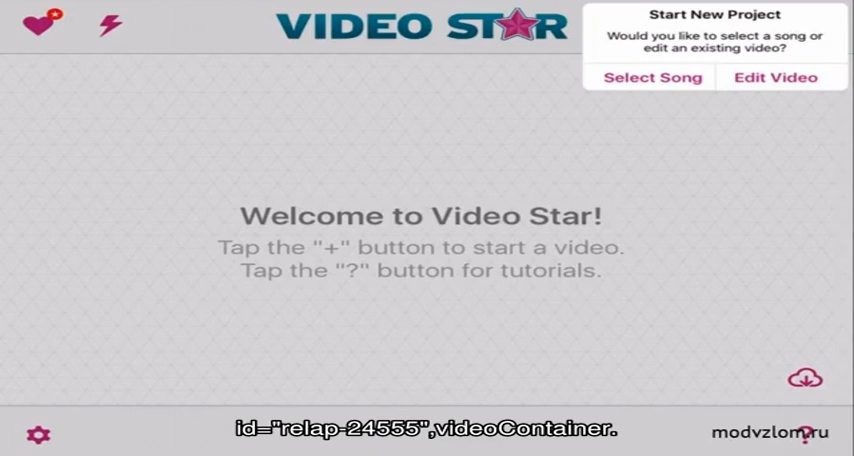 VIDEO STAR
Start New Project
Would you like to select a song or
edit an existing video?
Select Song
Edit Video
Welcome to Video Star!
Tap the "+" button to start a video.
Tap the "?" button for tutorials.
id="relap-24555",videoContainer.
modvzlom.ru
?